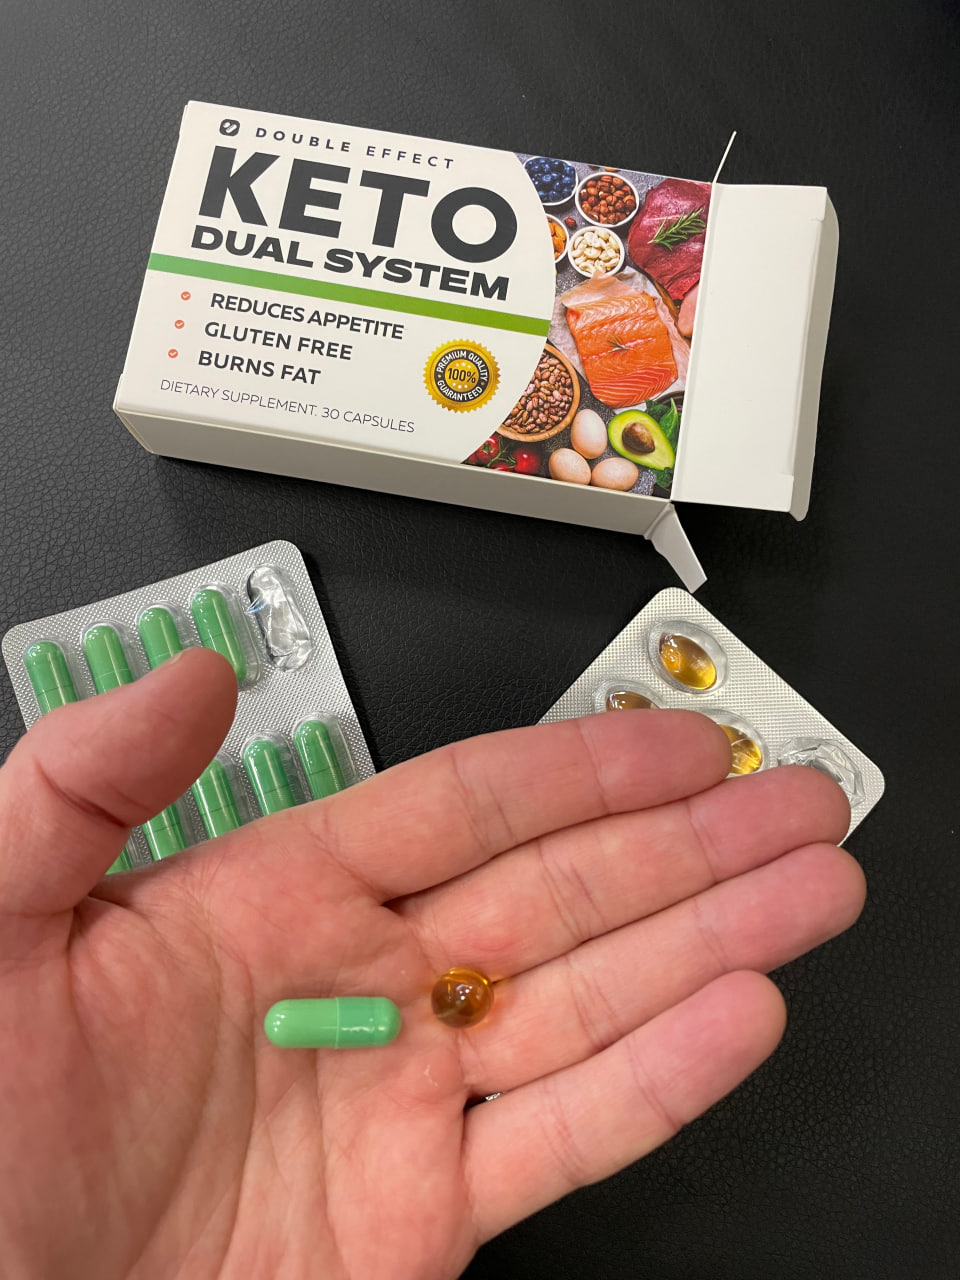 DOUBLE EFFECT
KETO
DUAL SYSTEM
REDUCES APPETITE
GLUTEN FREE
BURNS FAT
DIETARY SUPPLEMENT. 30 CAPSULES
PREMIUM QUALITY
100%
GUARANTEED